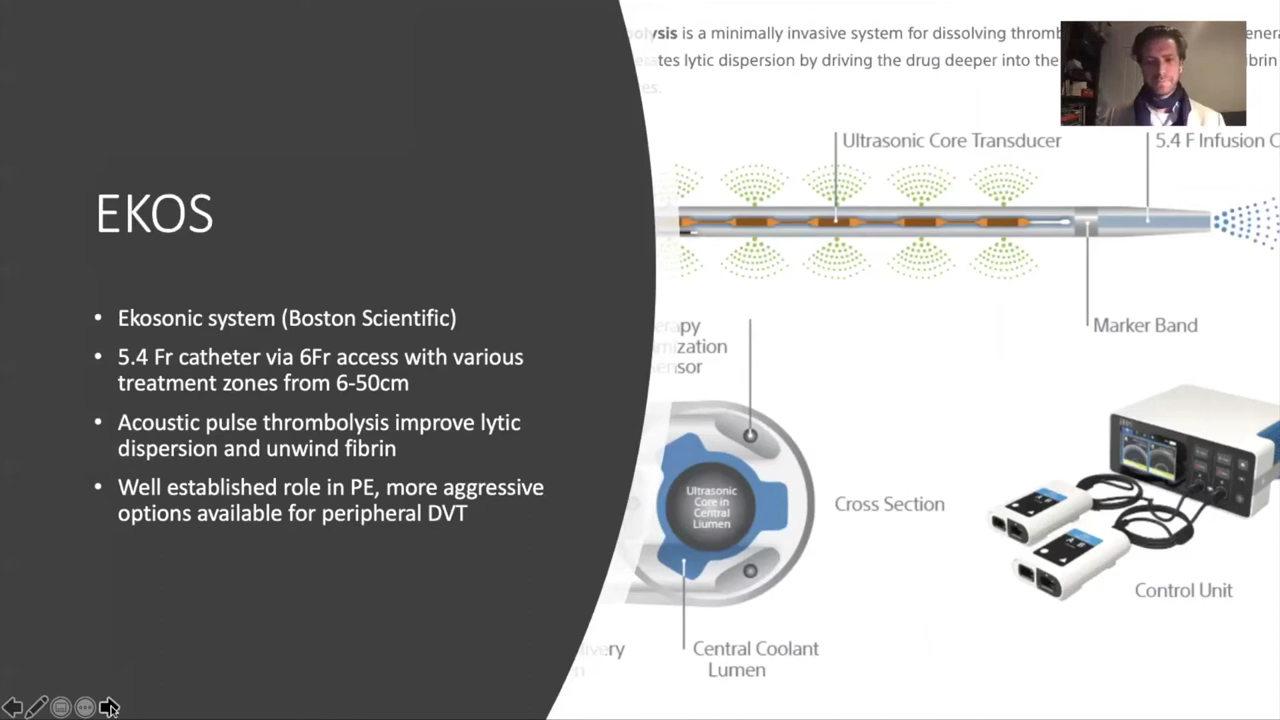 EKOS
• Ekosonic system (Boston Scientific)
• 5.4 Fr catheter via 6Fr access with various
treatment zones from 6-50cm
• Acoustic pulse thrombolysis improve lytic
dispersion and unwind fibrin
• Well established role in PE, more aggressive
options available for peripheral DVT
is a minimally invasive system for dissolving
lytic dispersion by driving the drug deeper into the
Ultrasonic Core Transducer
5.4 F Infusion
Marker Band
Ultrasonic
Core in
Central
Liumen
Cross Section
EKOS
Control Unit
Central Coolant
Lumen